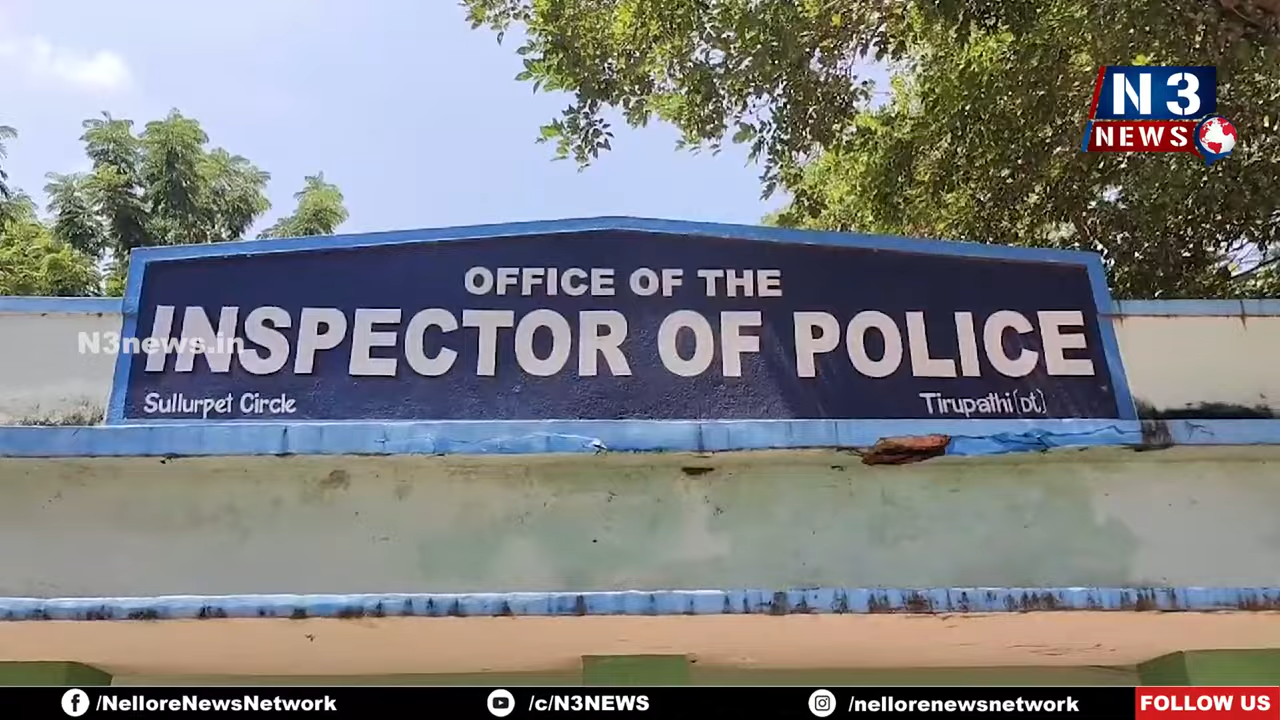 N3
NEWS
OFFICE OF THE
INSPECTOR OF POLICE
N3news.in
Sullurpet Circle
Tirupathi(Dt)
/NelloreNewsNetwork
/c/N3NEWS
/nellorenewsnetwork
FOLLOW US